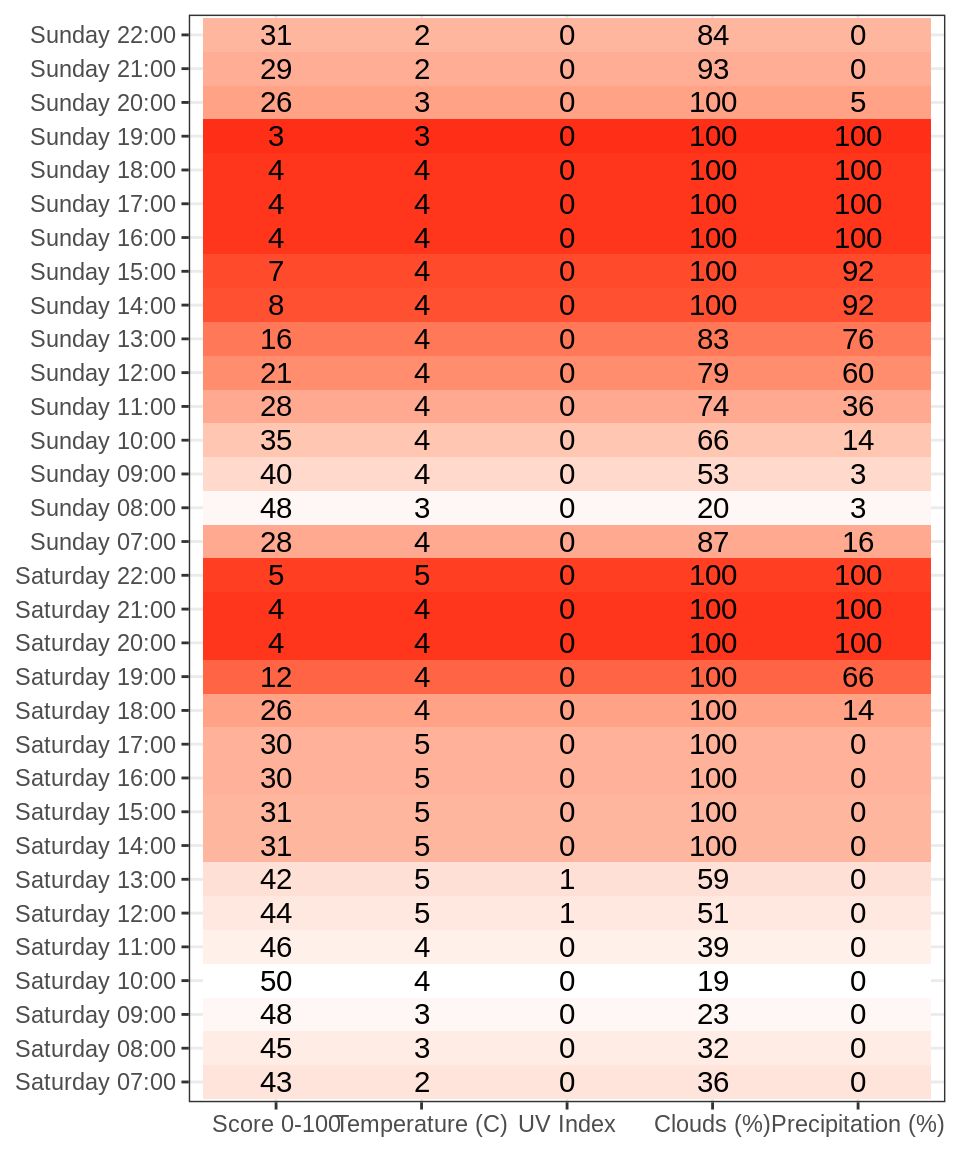 Sunday 22:00 31 2 0 84 0
Sunday 21:00 29 2 0 93 0
Sunday 20:00 26 3 0 100 5
Sunday 19:00 3 3 0 100 100
Sunday 18:00 4 4 0 100 100
Sunday 17:00 4 4 0 100 100
Sunday 16:00 4 4 0 100 100
Sunday 15:00 7 4 0 100 92
Sunday 14:00 8 4 0 100 92
Sunday 13:00 16 4 0 83 76
Sunday 12:00 21 4 0 79 60
Sunday 11:00 28 4 0 74 36
Sunday 10:00 35 4 0 66 14
Sunday 09:00 40 4 0 53 3
Sunday 08:00 48 3 0 20 3
Sunday 07:00 28 4 0 87 16
Saturday 22:00 5 5 0 100 100
Saturday 21:00 4 4 0 100 100
Saturday 20:00 4 4 0 100 100
Saturday 19:00 12 4 0 100 66
Saturday 18:00 26 4 0 100 14
Saturday 17:00 30 5 0 100 0
Saturday 16:00 30 5 0 100 0
Saturday 15:00 31 5 0 100 0
Saturday 14:00 31 5 0 100 0
Saturday 13:00 42 5 1 59 0
Saturday 12:00 44 5 1 51 0
Saturday 11:00 46 4 0 39 0
Saturday 10:00 50 4 0 19 0
Saturday 09:00 48 3 0 23 0
Saturday 08:00 45 3 0 32 0
Saturday 07:00 43 2 0 36 0
Score 0-100 Temperature (C) UV Index Clouds (%) Precipitation (%)